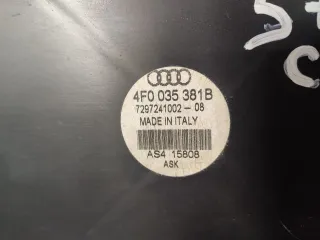 4F0 035 381B
7297241002-08
MADE IN ITALY
AS4 15808
ASK